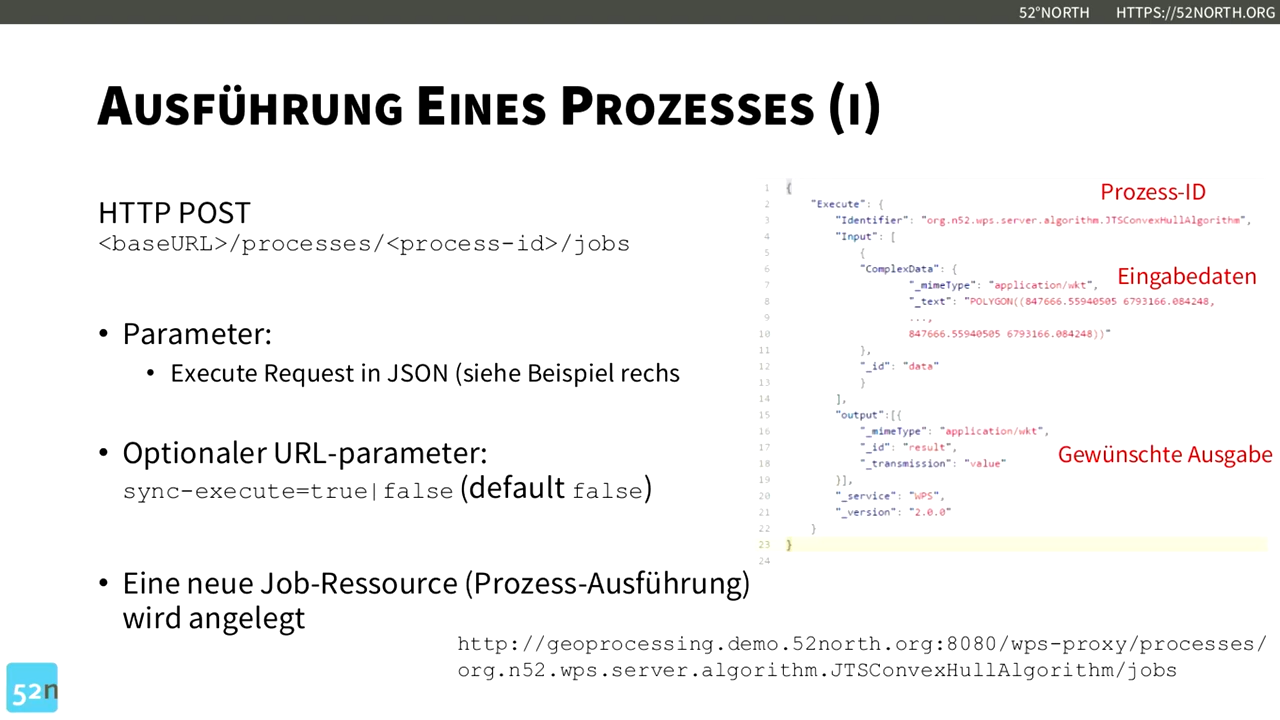 52°NORTH HTTPS://52NORTH.ORG
AUSFÜHRUNG EINES PROZESSES (I)
HTTP POST
<baseURL>/processes/<process-id>/jobs
• Parameter:
• Execute Request in JSON (siehe Beispiel rechs
• Optionaler URL-parameter:
sync-execute=true|false (default false)
• Eine neue Job-Ressource (Prozess-Ausführung)
wird angelegt
Prozess-ID
Eingabedaten
Gewünschte Ausgabe
1 {
2 "Execute": {
3 "Identifier": "org.n52.wps.server.algorithm.JTSConvexHullAlgorithm",
4 "Input": [
5 {
6 "ComplexData": {
7 "_mimeType": "application/wkt",
8 "_text": "POLYGON((847666.55940505 6793166.084248,
9 ...,
10 847666.55940505 6793166.084248))"
11 },
12 "_id": "data"
13 }
14 ],
15 "output":[{
16 "_mimeType": "application/wkt",
17 "_id": "result",
18 "_transmission": "value"
19 }],
20 "_service": "WPS",
21 "_version": "2.0.0"
22 }
23 }
24
http://geoprocessing.demo.52north.org:8080/wps-proxy/processes/
org.n52.wps.server.algorithm.JTSConvexHullAlgorithm/jobs
52n